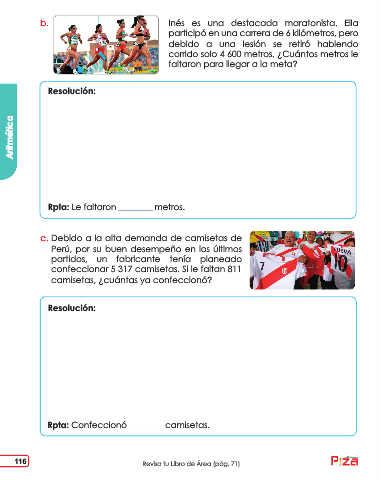 b.
Inés es una destacada maratonista. Ella
participó en una carrera de 6 kilómetros, pero
debido a una lesión se retiró habiendo
corrido solo 4 600 metros. ¿Cuántos metros le
faltaron para llegar a la meta?
Aritmética
Resolución:
Rpta: Le faltaron ________ metros.
c. Debido a la alta demanda de camisetas de
Perú, por su buen desempeño en los últimos
partidos, un fabricante tenía planeado
confeccionar 5 317 camisetas. Si le faltan 811
camisetas, ¿cuántas ya confeccionó?
7
10
Resolución:
Rpta: Confeccionó camisetas.
116
Revisa tu Libro de Área (pág. 71)